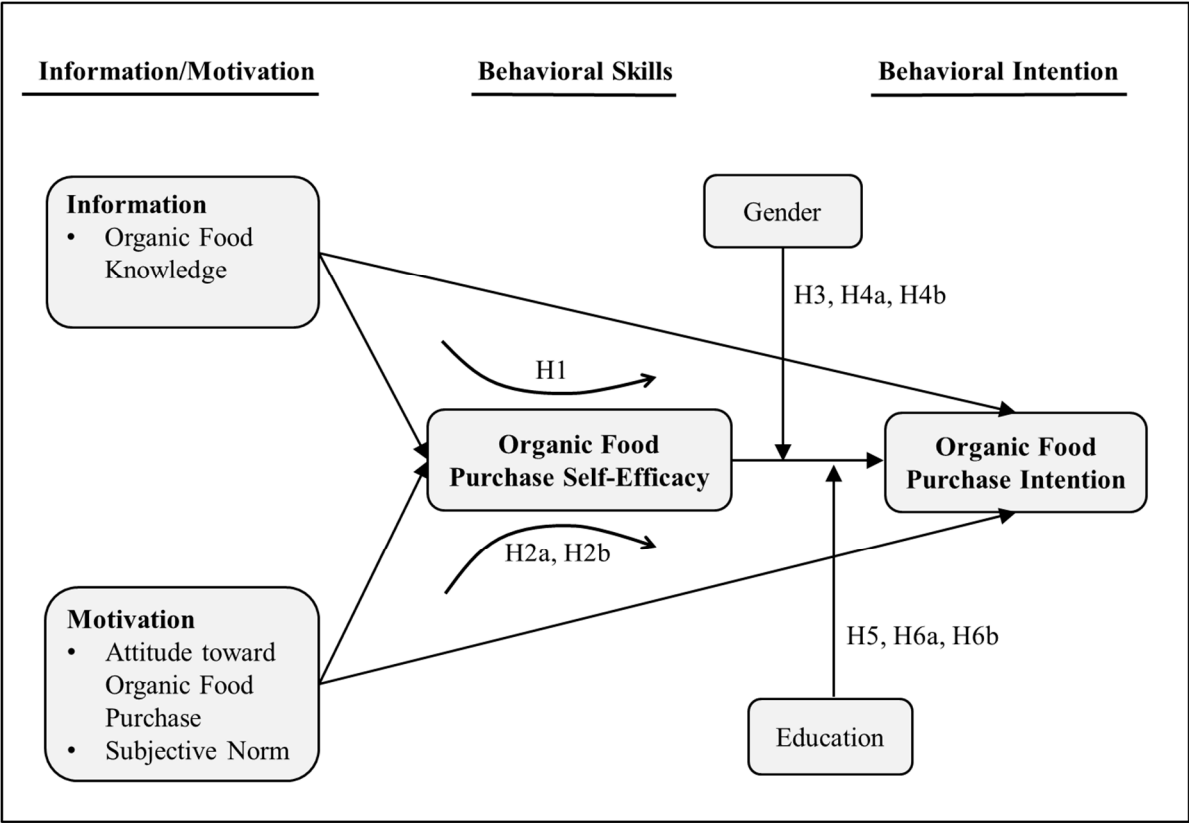 Information/Motivation
Behavioral Skills
Behavioral Intention
Information
• Organic Food
Knowledge
Gender
H3, H4a, H4b
H1
Organic Food
Purchase Self-Efficacy
Organic Food
Purchase Intention
H2a, H2b
Motivation
• Attitude toward
Organic Food
Purchase
• Subjective Norm
H5, H6a, H6b
Education